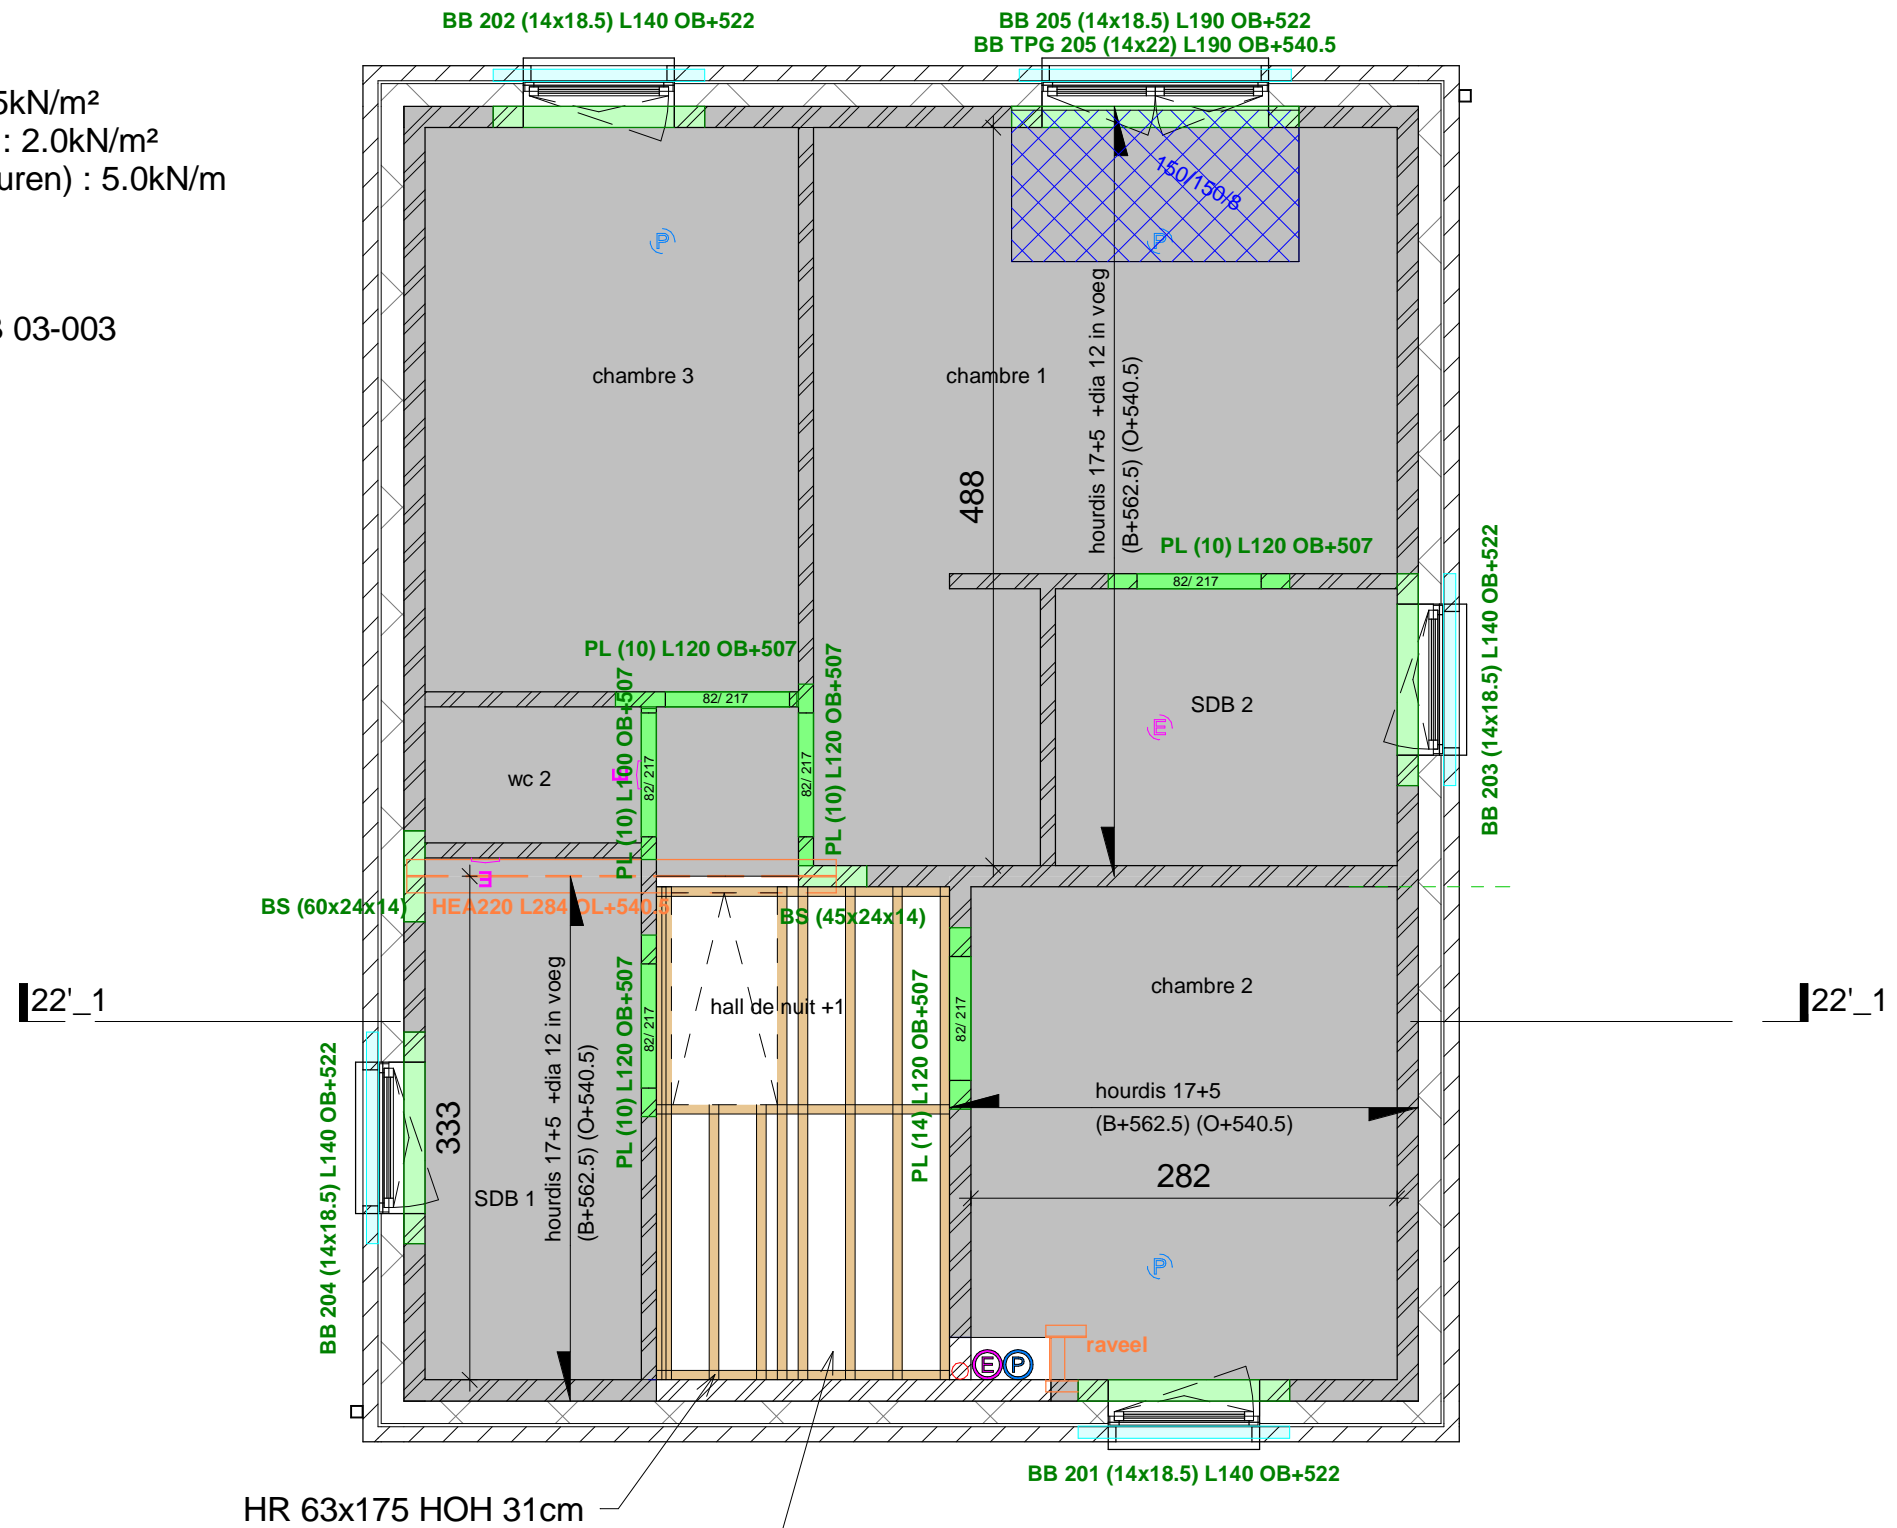 BB 202 (14x18.5) L140 OB+522
BB 205 (14x18.5) L190 OB+522
BB TPG 205 (14x22) L190 OB+540.5
5kN/m²
: 2.0kN/m²
uren) : 5.0kN/m
03-003
150/150/8
P
P
chambre 3
chambre 1
hourdis 17+5 +dia 12 in voeg
(B+562.5) (O+540.5)
488
PL (10) L120 OB+507
82/ 217
BB 203 (14x18.5) L140 OB+522
PL (10) L120 OB+507
82/ 217
PL (10) L100 OB+507
82/ 217
82/ 217
PL (10) L120 OB+507
SDB 2
E
wc 2
E
E
BS (60x24x14)
HEA220 L284 OL+540.5
BS (45x24x14)
22'_1
22'_1
chambre 2
hall de nuit +1
hourdis 17+5 +dia 12 in voeg
(B+562.5) (O+540.5)
PL (10) L120 OB+507
82/ 217
PL (14) L120 OB+507
82/ 217
hourdis 17+5
(B+562.5) (O+540.5)
282
333
SDB 1
BB 204 (14x18.5) L140 OB+522
P
raveel
E
P
BB 201 (14x18.5) L140 OB+522
HR 63x175 HOH 31cm